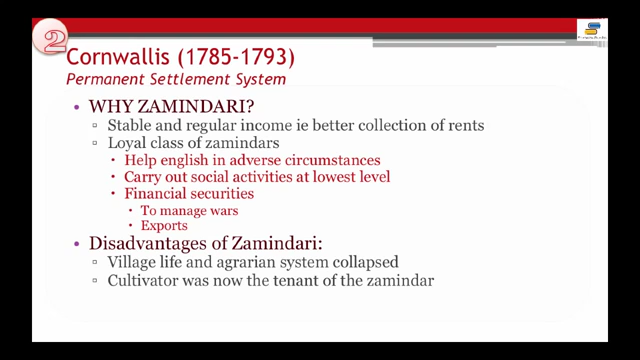 2
Cornwallis (1785-1793)
Permanent Settlement System
• WHY ZAMINDARI?
▫ Stable and regular income ie better collection of rents
▫ Loyal class of zamindars
• Help english in adverse circumstances
• Carry out social activities at lowest level
• Financial securities
• To manage wars
• Exports
• Disadvantages of Zamindari:
▫ Village life and agrarian system collapsed
▫ Cultivator was now the tenant of the zamindar